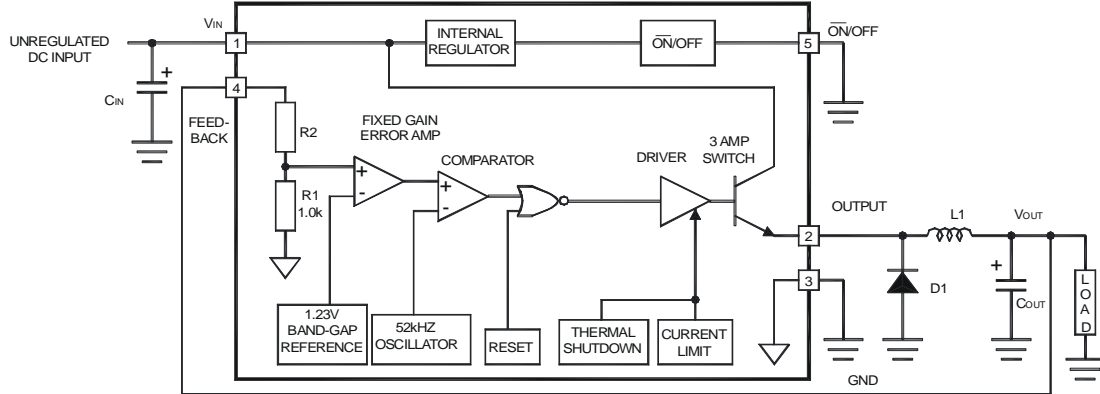 UNREGULATED
DC INPUT
VIN
1
INTERNAL
REGULATOR
ON/OFF
5
ON/OFF
+
CIN
4
FEED-
BACK
R2
FIXED GAIN
ERROR AMP
COMPARATOR
DRIVER
3 AMP
SWITCH
+
-
+
-
R1
1.0k
OUTPUT
2
L1
VOUT
3
D1
+
COUT
LOAD
1.23V
BAND-GAP
REFERENCE
52kHZ
OSCILLATOR
RESET
THERMAL
SHUTDOWN
CURRENT
LIMIT
GND